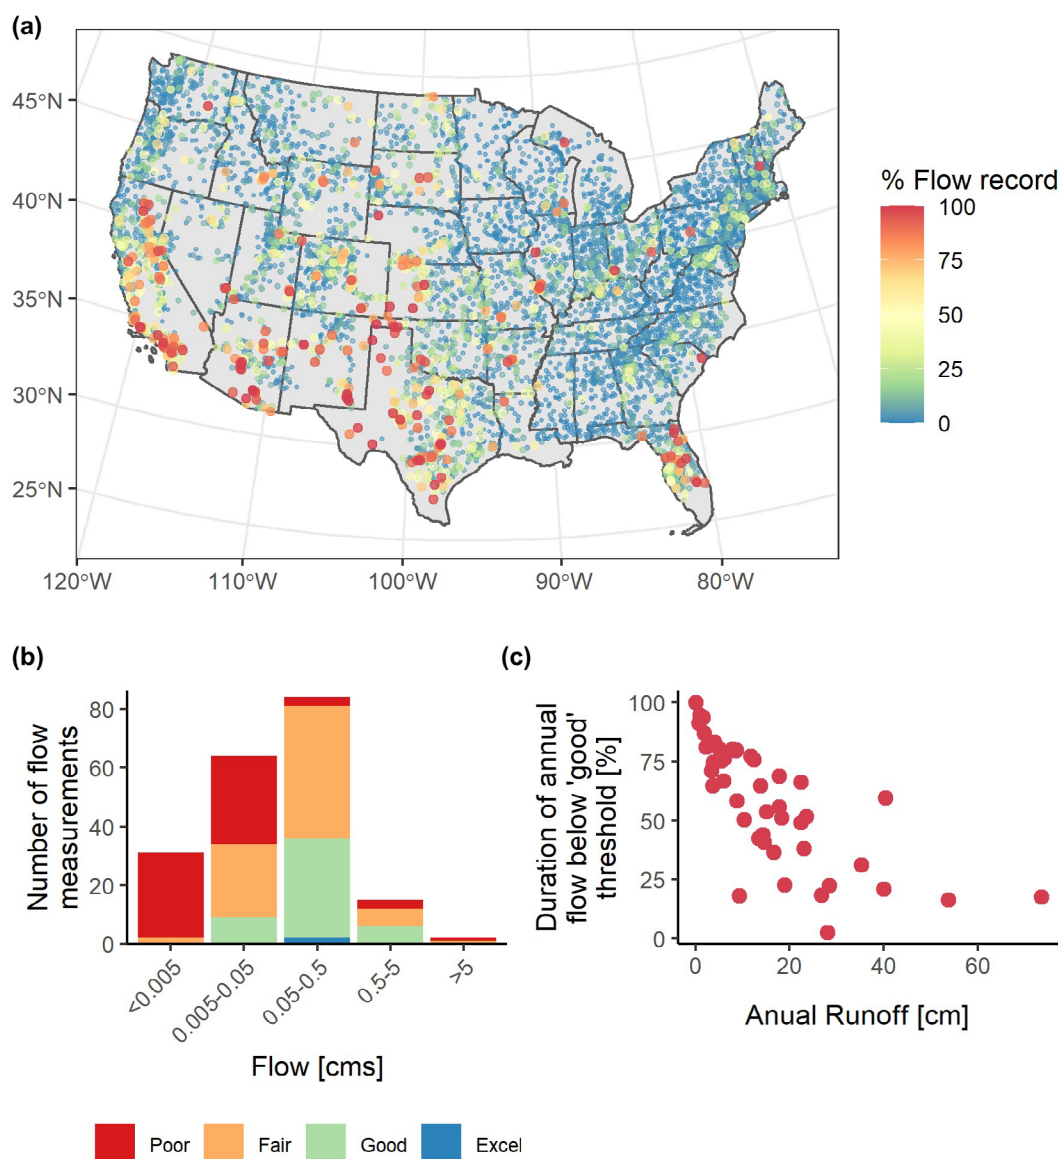 (a)
45°N
40°N
35°N
30°N
25°N
120°W
110°W
100°W
90°W
80°W
% Flow record
100
75
50
25
0
(b)
Number of flow
measurements
80
60
40
20
0
<0.005
0.005-0.05
0.05-0.5
0.5-5
>5
Flow [cms]
Poor
Fair
Good
Excel
(c)
Duration of annual
flow below 'good'
threshold [%]
100
75
50
25
0
0
20
40
60
Anual Runoff [cm]